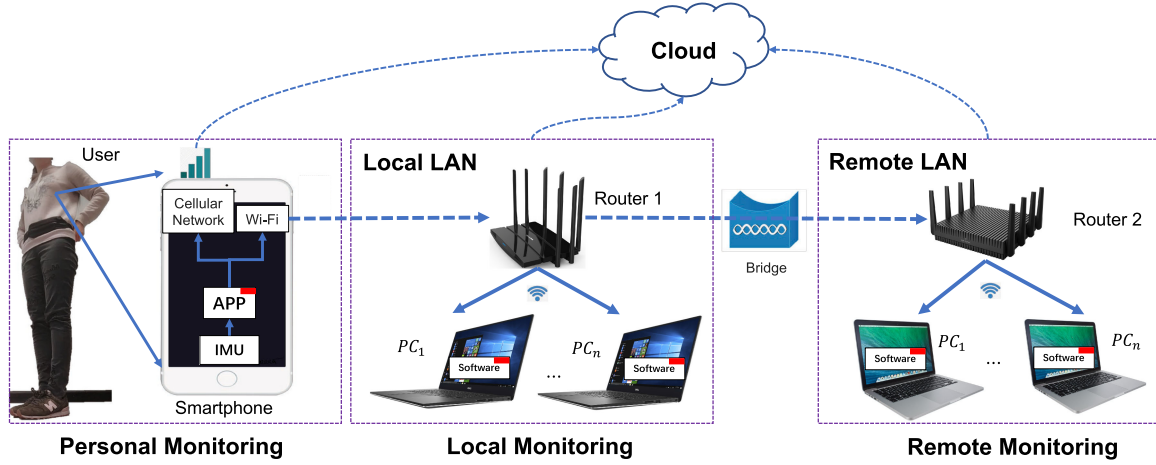 Cloud
User
Cellular
Network
Wi-Fi
APP
IMU
Smartphone
Personal Monitoring
Local LAN
Router 1
PC₁
Software
...
PCₙ
Software
Local Monitoring
Bridge
Remote LAN
Router 2
PC₁
Software
...
PCₙ
Software
Remote Monitoring